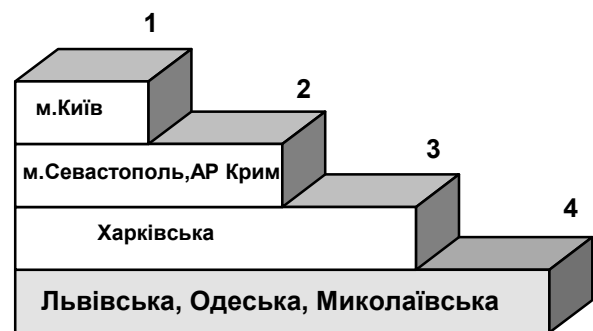 1
м.Київ
2
м.Севастополь,АР Крим
3
Харківська
4
Львівська, Одеська, Миколаївська